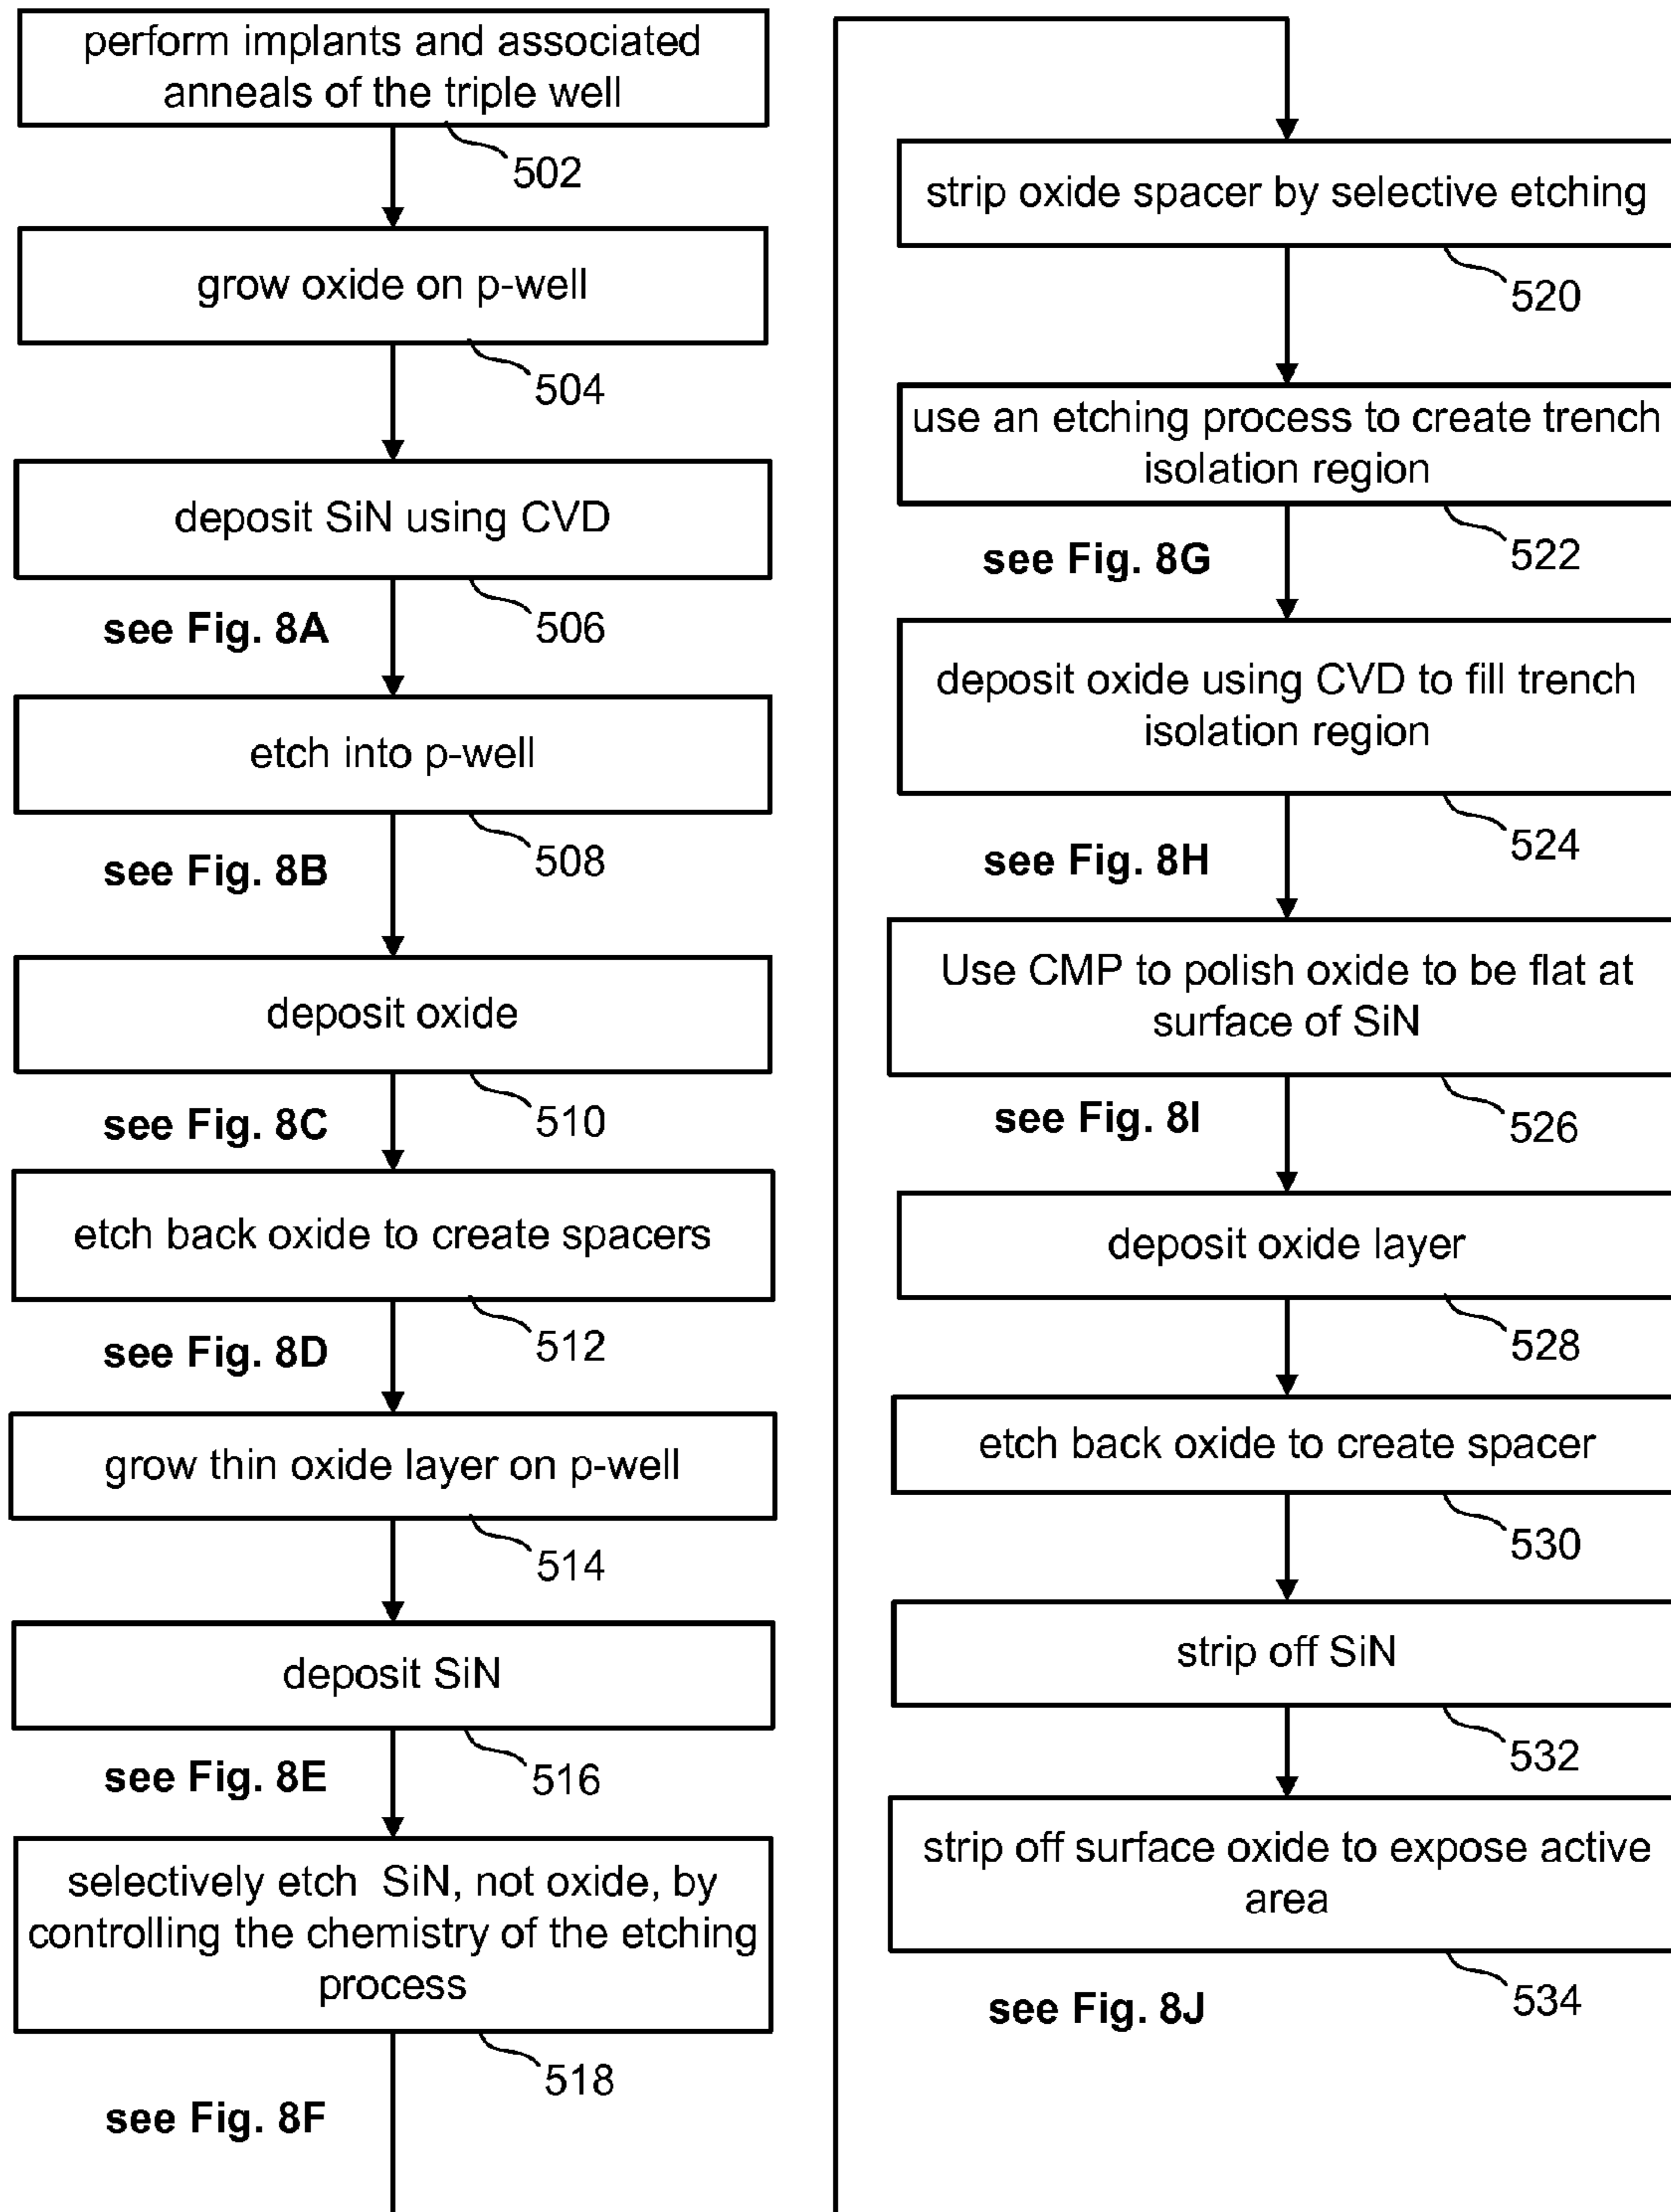 perform implants and associated
anneals of the triple well
502
grow oxide on p-well
504
deposit SiN using CVD
506
see Fig. 8A
etch into p-well
508
see Fig. 8B
deposit oxide
510
see Fig. 8C
etch back oxide to create spacers
512
see Fig. 8D
grow thin oxide layer on p-well
514
deposit SiN
516
see Fig. 8E
selectively etch SiN, not oxide, by
controlling the chemistry of the etching
process
518
see Fig. 8F
strip oxide spacer by selective etching
520
use an etching process to create trench
isolation region
522
see Fig. 8G
deposit oxide using CVD to fill trench
isolation region
524
see Fig. 8H
Use CMP to polish oxide to be flat at
surface of SiN
526
see Fig. 8I
deposit oxide layer
528
etch back oxide to create spacer
530
strip off SiN
532
strip off surface oxide to expose active
area
534
see Fig. 8J